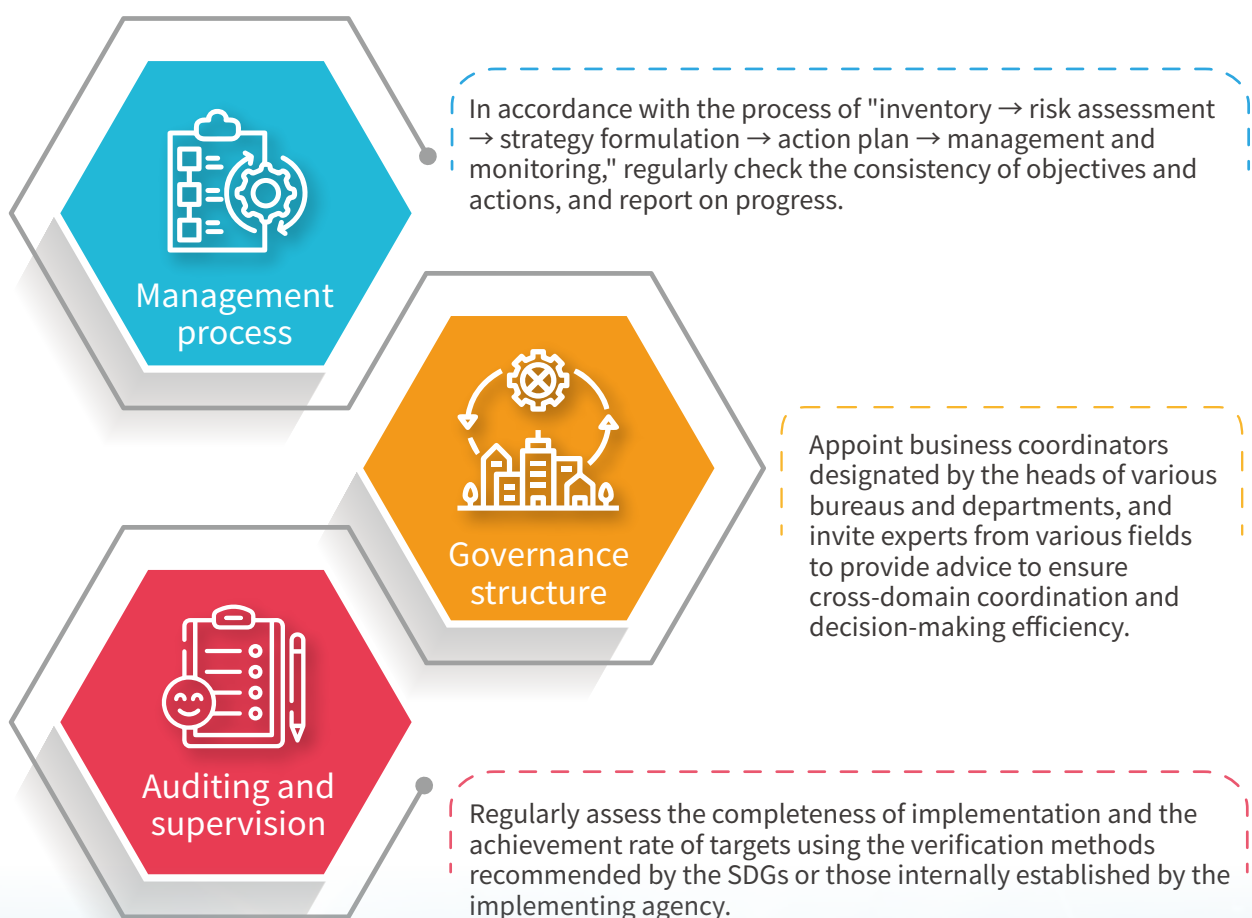 Management
process
In accordance with the process of "inventory → risk assessment
→ strategy formulation → action plan → management and
monitoring," regularly check the consistency of objectives and
actions, and report on progress.
Governance
structure
Appoint business coordinators
designated by the heads of various
bureaus and departments, and
invite experts from various fields
to provide advice to ensure
cross-domain coordination and
decision-making efficiency.
Auditing and
supervision
Regularly assess the completeness of implementation and the
achievement rate of targets using the verification methods
recommended by the SDGs or those internally established by the
implementing agency.